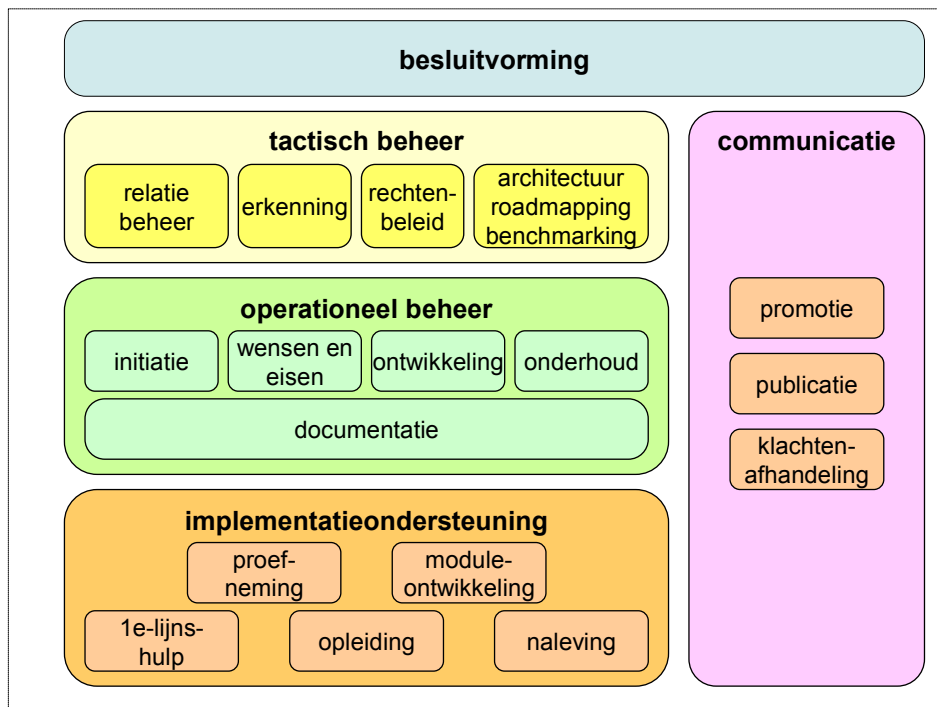 besluitvorming
tactisch beheer
relatie
beheer
erkenning
rechten-
beleid
architectuur
roadmapping
benchmarking
operationeel beheer
initiatie
wensen en
eisen
ontwikkeling
onderhoud
documentatie
implementatieondersteuning
proef-
neming
module-
ontwikkeling
1e-lijns-
hulp
opleiding
naleving
communicatie
promotie
publicatie
klachten-
afhandeling